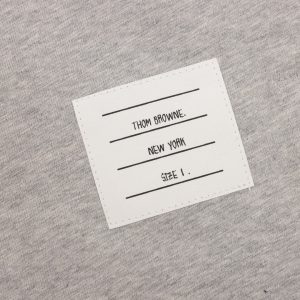 THOM BROWNE.
NEW YORK
SIZE 1 .